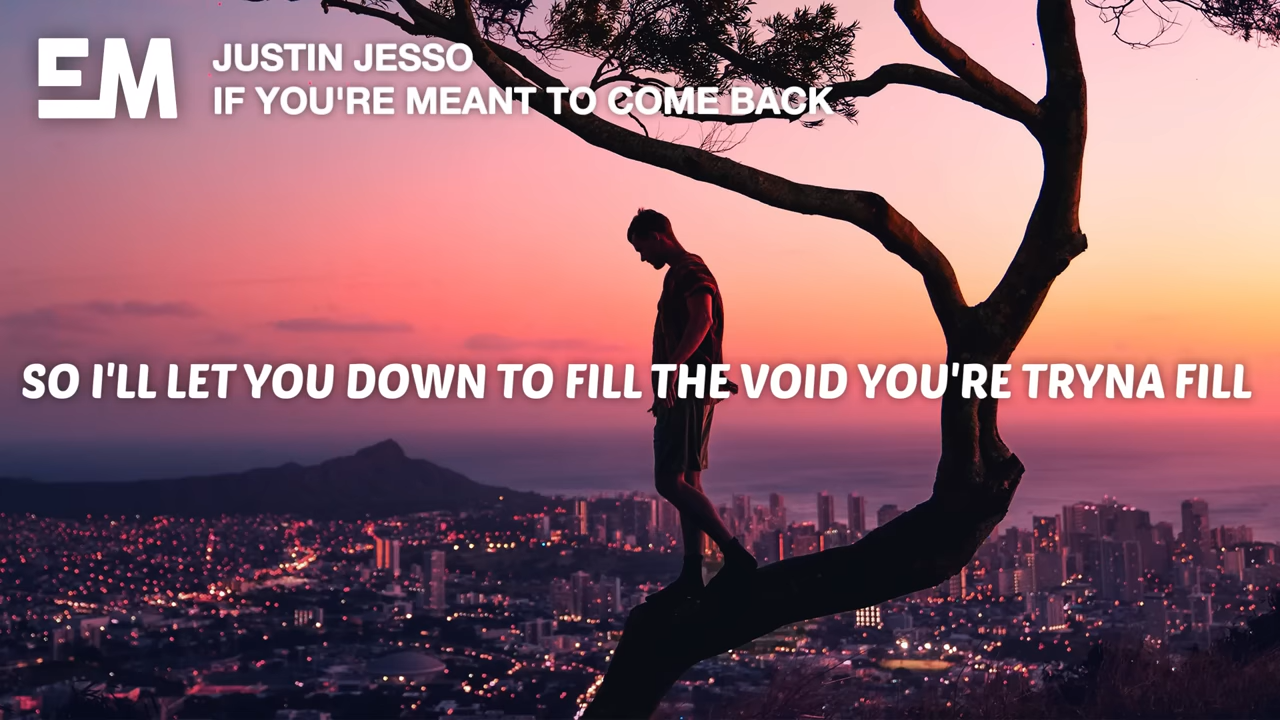 EM
JUSTIN JESSO
IF YOU'RE MEANT TO COME BACK
SO I'LL LET YOU DOWN TO FILL THE VOID YOU'RE TRYNA FILL